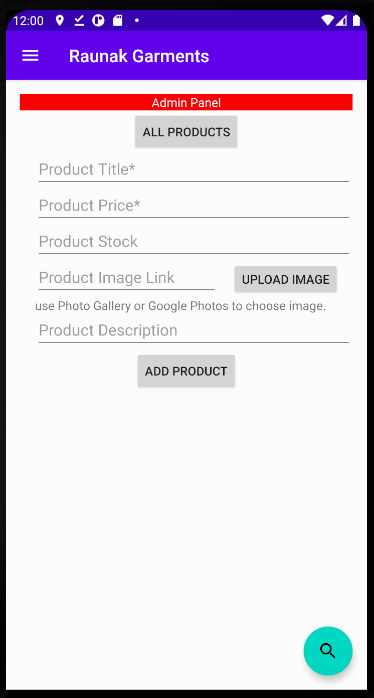 12:00
Raunak Garments
Admin Panel
ALL PRODUCTS
Product Title*
Product Price*
Product Stock
Product Image Link
UPLOAD IMAGE
use Photo Gallery or Google Photos to choose image.
Product Description
ADD PRODUCT